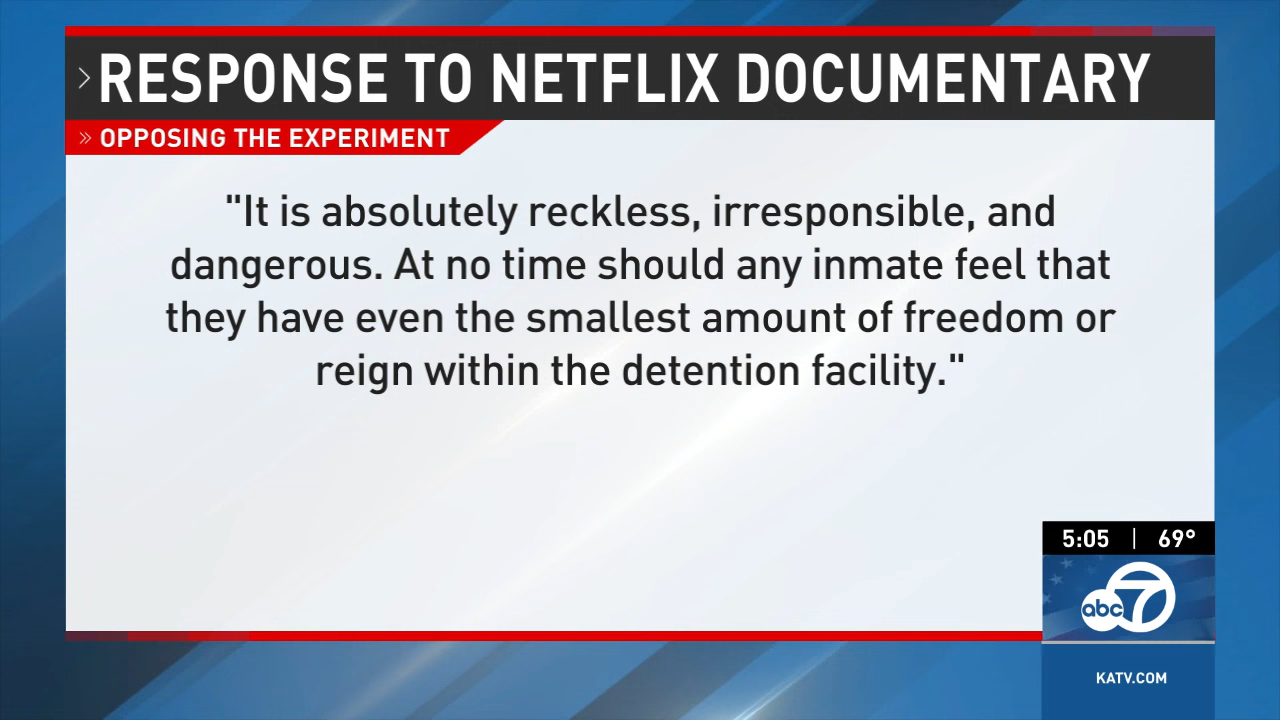 RESPONSE TO NETFLIX DOCUMENTARY
OPPOSING THE EXPERIMENT
"It is absolutely reckless, irresponsible, and
dangerous. At no time should any inmate feel that
they have even the smallest amount of freedom or
reign within the detention facility."
5:05 | 69°
abc 7
KATV.COM